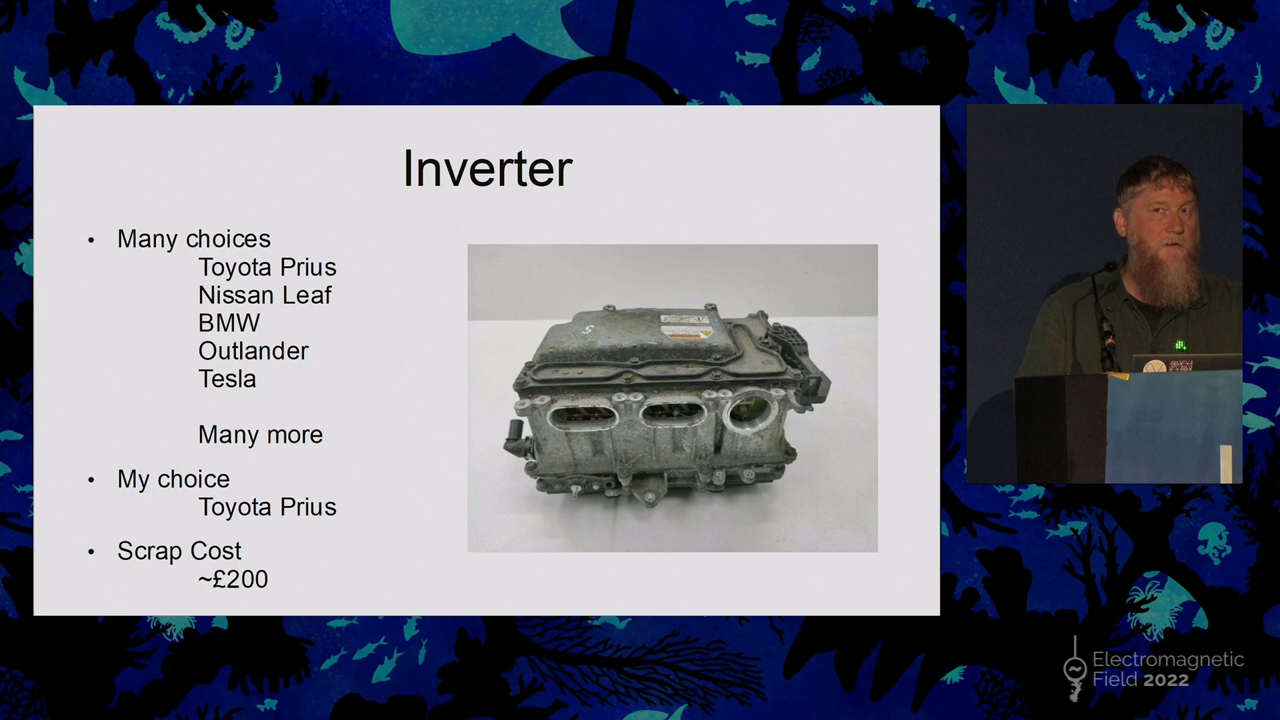 Inverter
• Many choices
Toyota Prius
Nissan Leaf
BMW
Outlander
Tesla
Many more
• My choice
Toyota Prius
• Scrap Cost
~£200
Electromagnetic
Field 2022